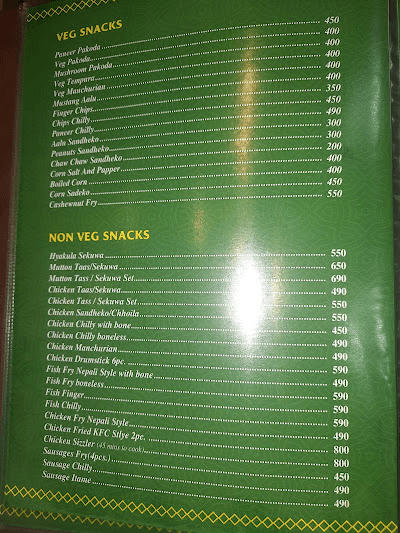 VEG SNACKS
Paneer Pakoda 450
Veg Pakoda 400
Mushroom Pakoda 400
Veg Tempura 400
Veg Manchurian 400
Mustang Aalu 400
Finger Chips 350
Chips Chilly 450
Paneer Chilly 490
Aalu Sandheko 300
Peanuts Sandheko 300
Chaw Chaw Sandheko 200
Corn Salt And Papper 400
Boiled Corn 400
Corn Sadeko 450
Cashewnut Fry 550
NON VEG SNACKS
Hyakula Sekuwa 550
Mutton Taas/Sekuwa 650
Mutton Tass / Sekuwa Set 690
Chicken Taas/Sekuwa 490
Chicken Tass / Sekuwa Set 550
Chicken Sandheko/Chhoila 550
Chicken Chilly with bone 450
Chicken Chilly boneless 490
Chicken Manchurian 490
Chicken Drumstick 6pc. 590
Fish Fry Nepali Style with bone 490
Fish Fry boneless 590
Fish Finger 590
Fish Chilly 590
Chicken Fry Nepali Style 590
Chicken Fried KFC Silye 2pc. 490
Chicken Sizzler (45 mins to cook) 800
Sausages Fry(4pcs.) 800
Sausage Chilly 450
Sausage Itame 490